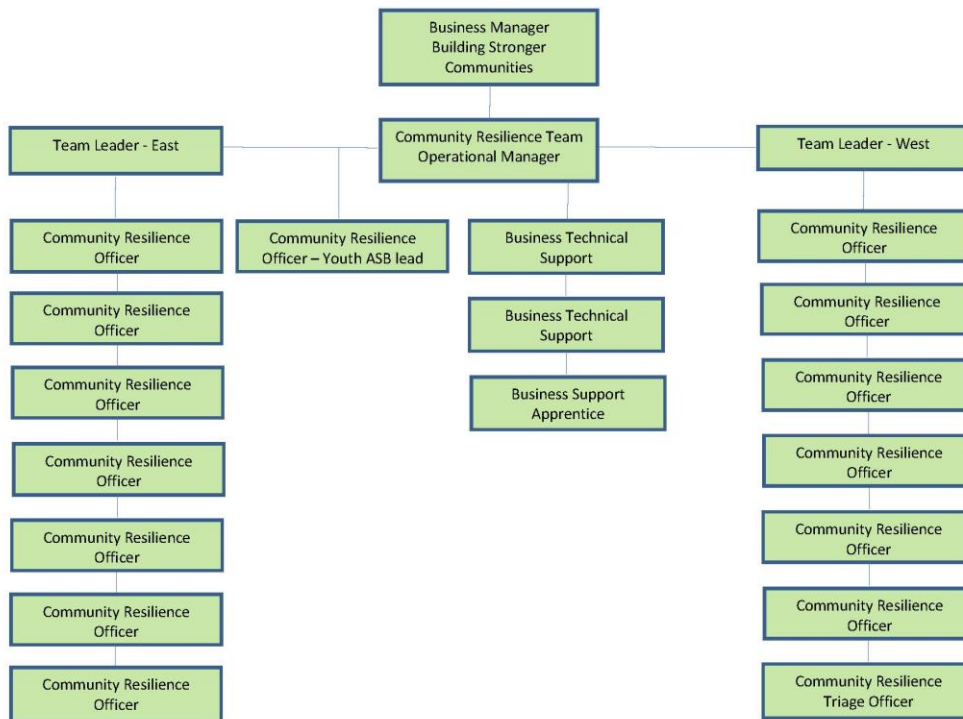 Business Manager
Building Stronger
Communities
Team Leader - East
Community Resilience Team
Operational Manager
Team Leader - West
Community Resilience
Officer
Community Resilience
Officer – Youth ASB lead
Business Technical
Support
Community Resilience
Officer
Community Resilience
Officer
Business Technical
Support
Community Resilience
Officer
Community Resilience
Officer
Business Support
Apprentice
Community Resilience
Officer
Community Resilience
Officer
Community Resilience
Officer
Community Resilience
Officer
Community Resilience
Officer
Community Resilience
Officer
Community Resilience
Officer
Community Resilience
Officer
Community Resilience
Triage Officer